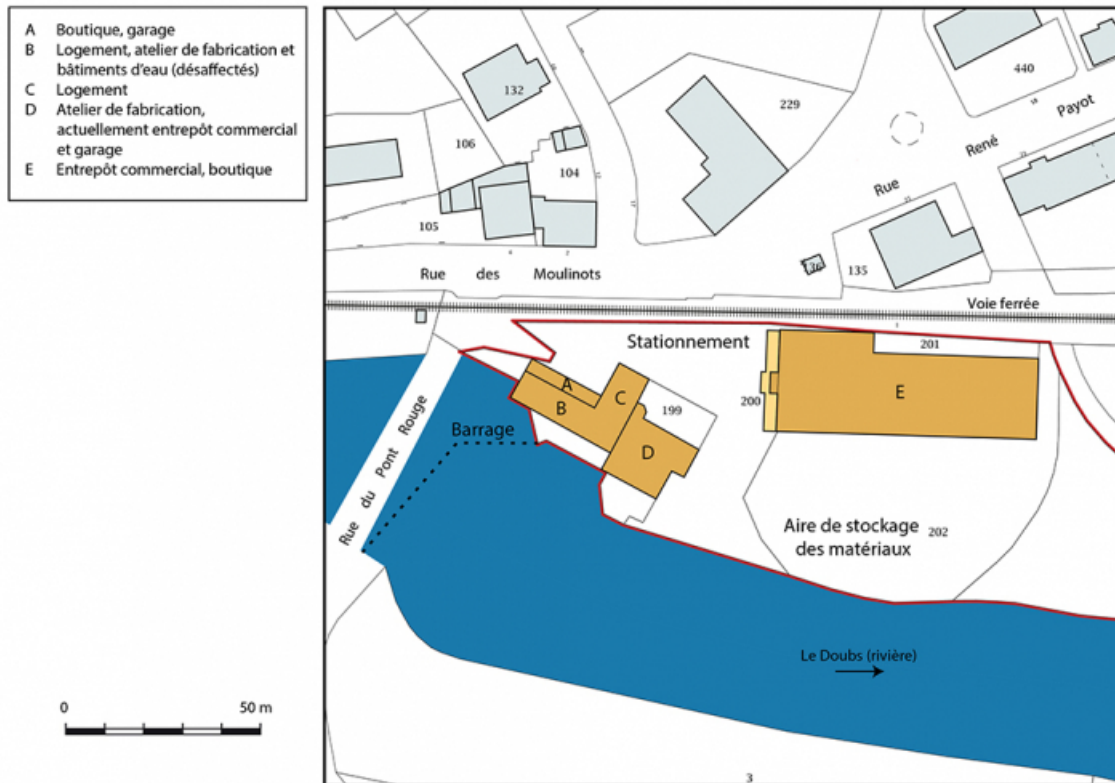 A Boutique, garage
B Logement, atelier de fabrication et
bâtiments d'eau (désaffectés)
C Logement
D Atelier de fabrication,
actuellement entrepôt commercial
et garage
E Entrepôt commercial, boutique
132
106
104
105
229
440
Rue René Payot
135
136
Rue des Moulinots
Voie ferrée
Stationnement
201
200
199
A
B
C
D
E
Barrage
Rue du Pont Rouge
Aire de stockage
des matériaux
202
Le Doubs (rivière)
3
0 50 m